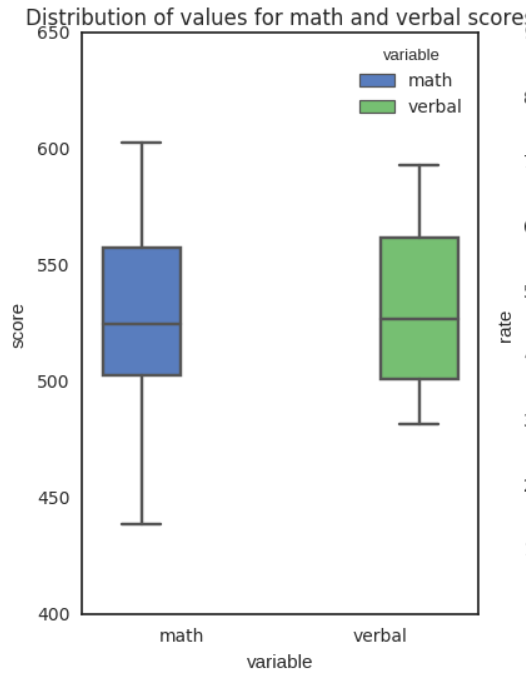 Distribution of values for math and verbal scores
650
variable
math
verbal
600
550
500
450
400
score
math
verbal
variable
rate